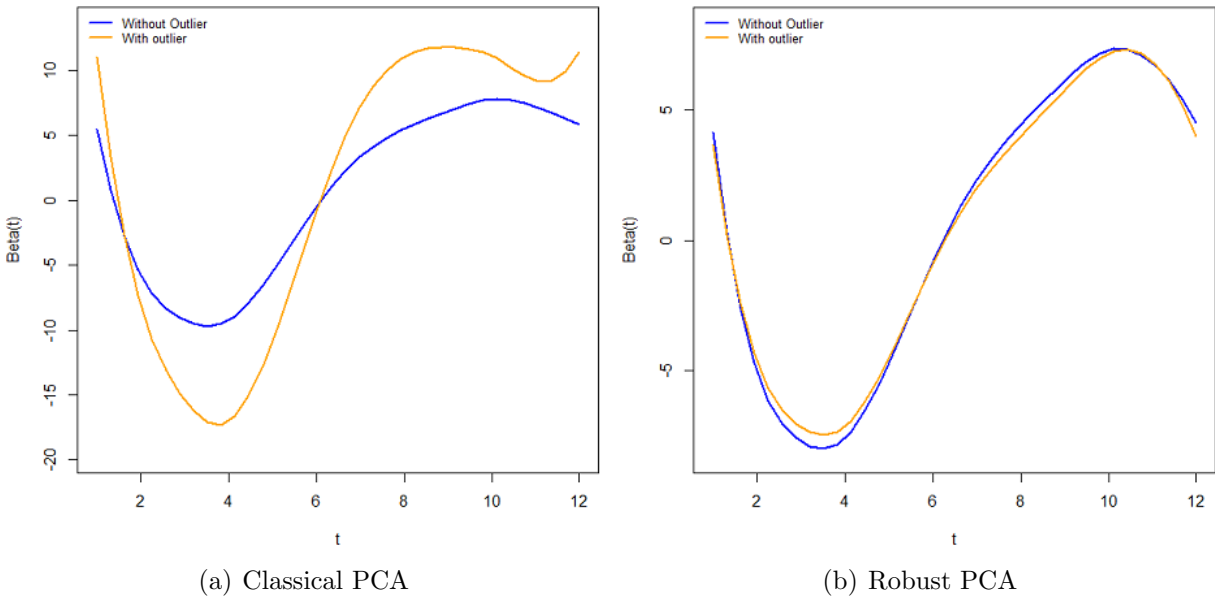 Without Outlier
With outlier
Beta(t)
10
5
0
-5
-10
-15
-20
2
4
6
8
10
12
t
(a) Classical PCA
Without Outlier
With outlier
Beta(t)
5
0
-5
2
4
6
8
10
12
t
(b) Robust PCA